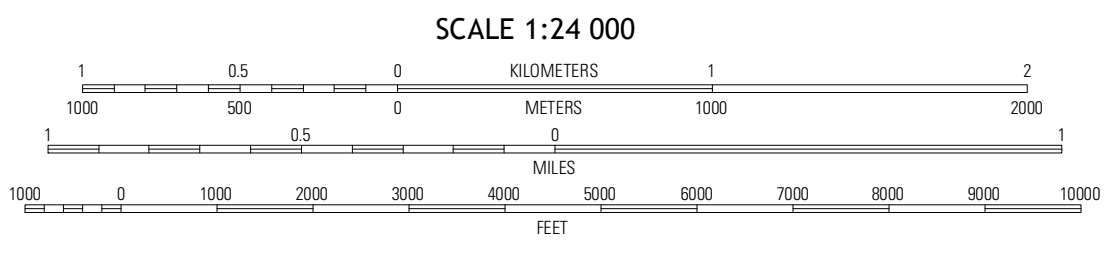 SCALE 1:24 000
1 0.5 0 KILOMETERS 1 2
1000 500 0 METERS 1000 2000
1 0.5 0 1
MILES
1000 0 1000 2000 3000 4000 5000 6000 7000 8000 9000 10000
FEET